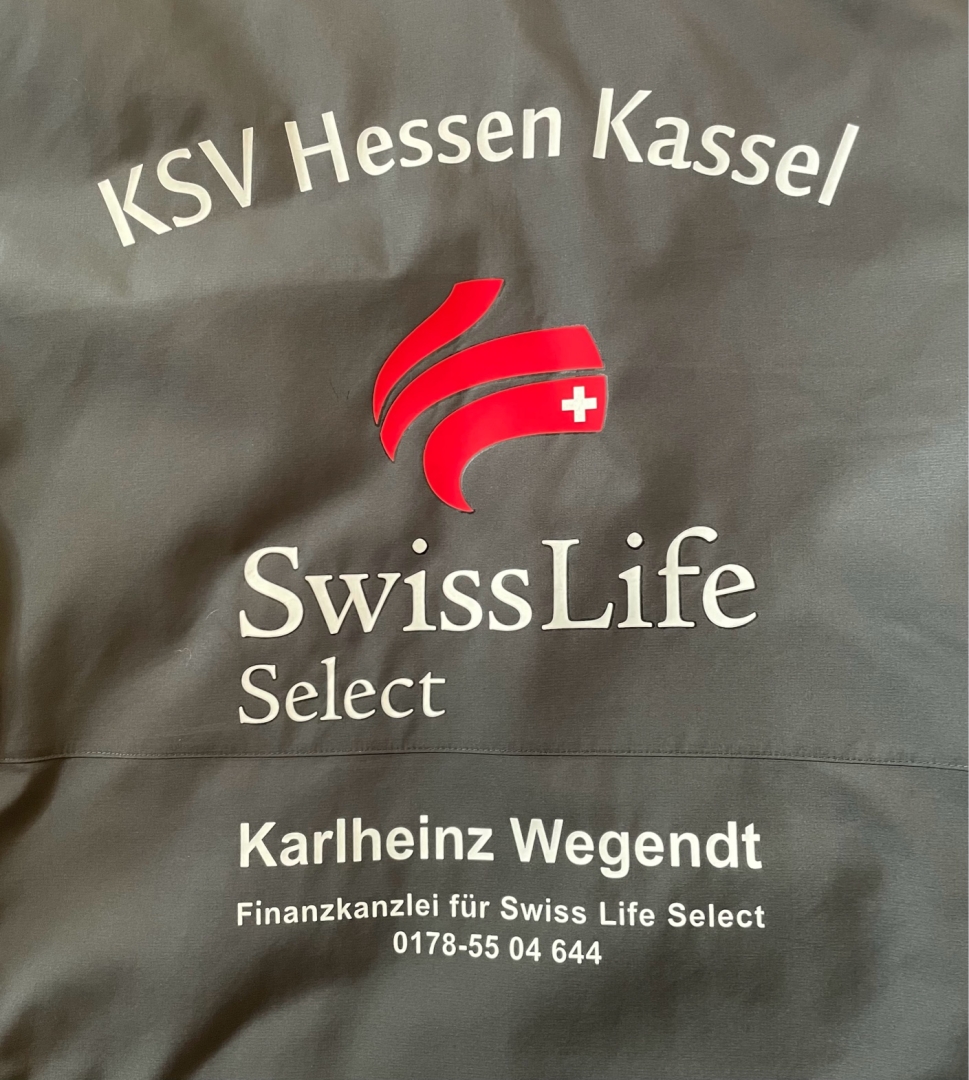 KSV Hessen Kassel
SwissLife
Select
Karlheinz Wegendt
Finanzkanzlei für Swiss Life Select
0178-55 04 644